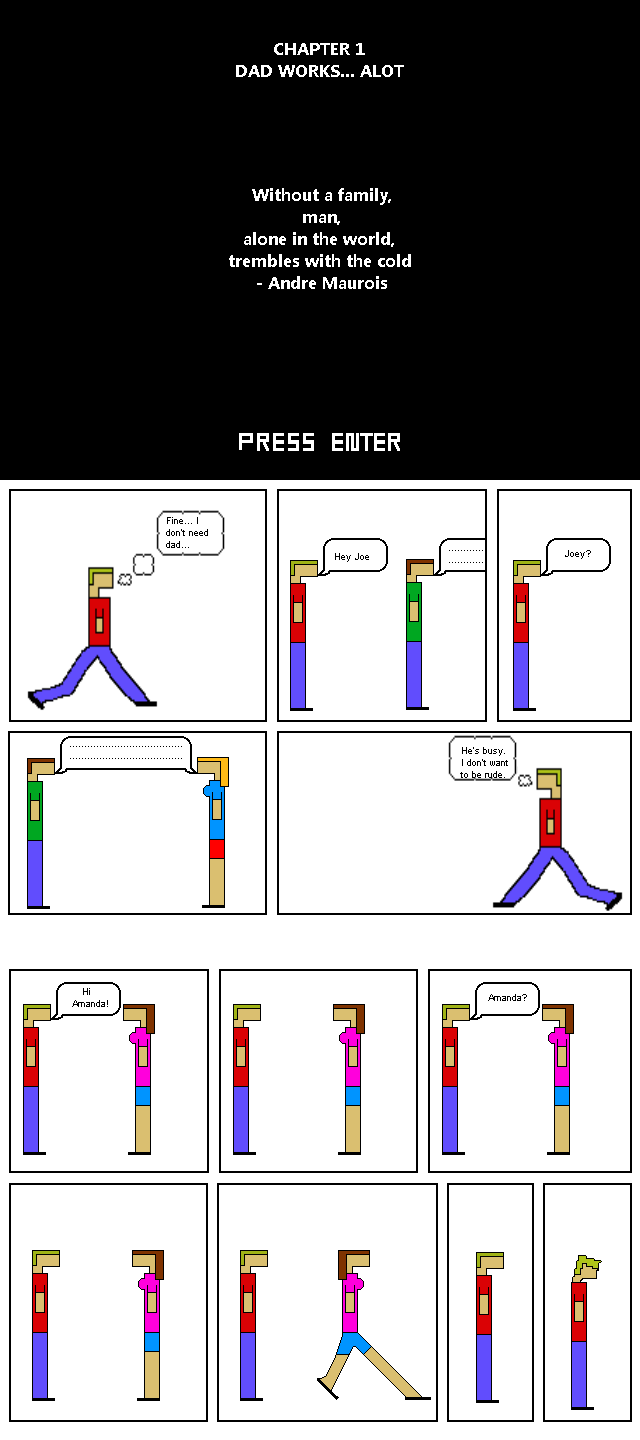 CHAPTER 1
DAD WORKS... ALOT
Without a family,
man,
alone in the world,
trembles with the cold
- Andre Maurois
PRESS ENTER
Fine... I
don't need
dad...
Hey Joe
Joey?
He's busy.
I don't want
to be rude.
Hi
Amanda!
Amanda?